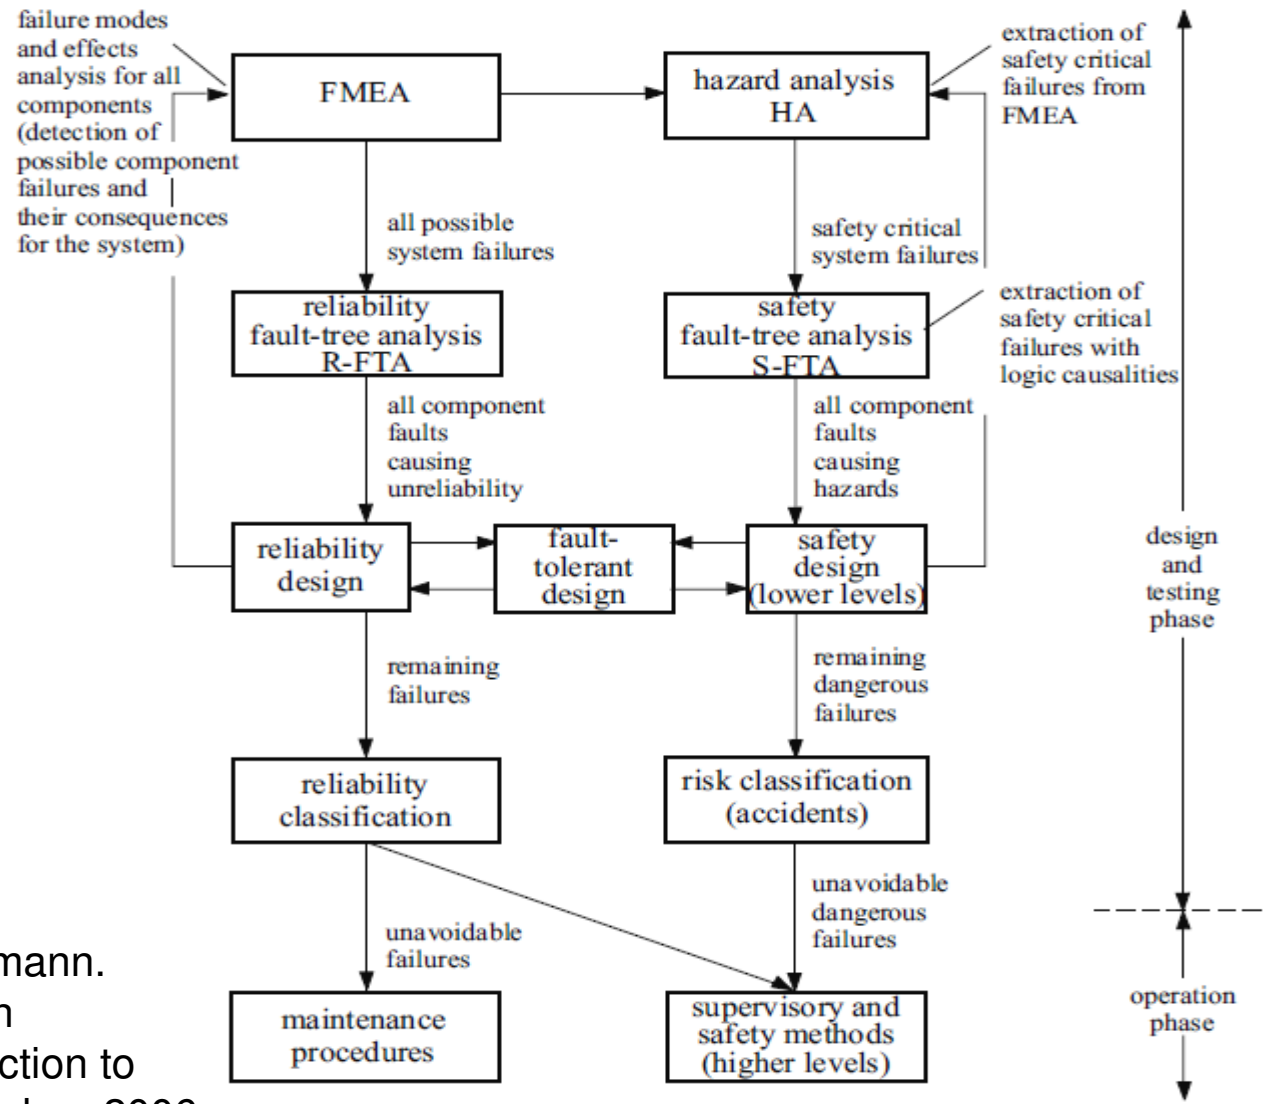 failure modes
and effects
analysis for all
components
(detection of
possible component
failures and
their consequences
for the system)
FMEA
hazard analysis
HA
extraction of
safety critical
failures from
FMEA
all possible
system failures
safety critical
system failures
reliability
fault-tree analysis
R-FTA
safety
fault-tree analysis
S-FTA
extraction of
safety critical
failures with
logic causalities
all component
faults
causing
unreliability
all component
faults
causing
hazards
reliability
design
fault-
tolerant
design
safety
design
(lower levels)
design
and
testing
phase
remaining
failures
remaining
dangerous
failures
reliability
classification
risk classification
(accidents)
unavoidable
failures
unavoidable
dangerous
failures
maintenance
procedures
supervisory and
safety methods
(higher levels)
operation
phase
mann.
n
ction to